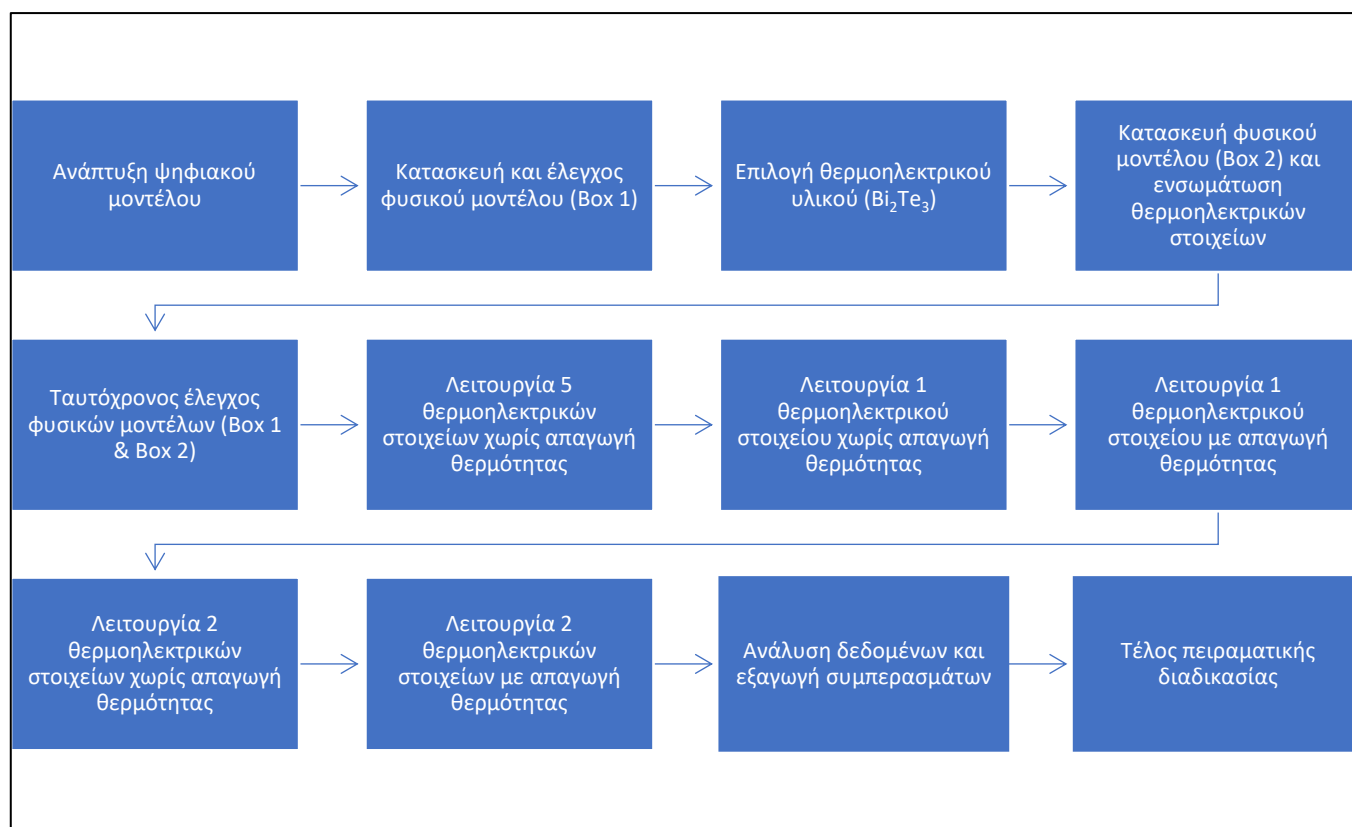 Ανάπτυξη ψηφιακού
μοντέλου
Κατασκευή και έλεγχος
φυσικού μοντέλου (Box 1)
Επιλογή θερμοηλεκτρικού
υλικού (Bi₂Te₃)
Κατασκευή φυσικού
μοντέλου (Box 2) και
ενσωμάτωση
θερμοηλεκτρικών
στοιχείων
Ταυτόχρονος έλεγχος
φυσικών μοντέλων (Box 1
& Box 2)
Λειτουργία 5
θερμοηλεκτρικών
στοιχείων χωρίς απαγωγή
θερμότητας
Λειτουργία 1
θερμοηλεκτρικού
στοιχείου χωρίς απαγωγή
θερμότητας
Λειτουργία 1
θερμοηλεκτρικού
στοιχείου με απαγωγή
θερμότητας
Λειτουργία 2
θερμοηλεκτρικών
στοιχείων χωρίς απαγωγή
θερμότητας
Λειτουργία 2
θερμοηλεκτρικών
στοιχείων με απαγωγή
θερμότητας
Ανάλυση δεδομένων και
εξαγωγή συμπερασμάτων
Τέλος πειραματικής
διαδικασίας